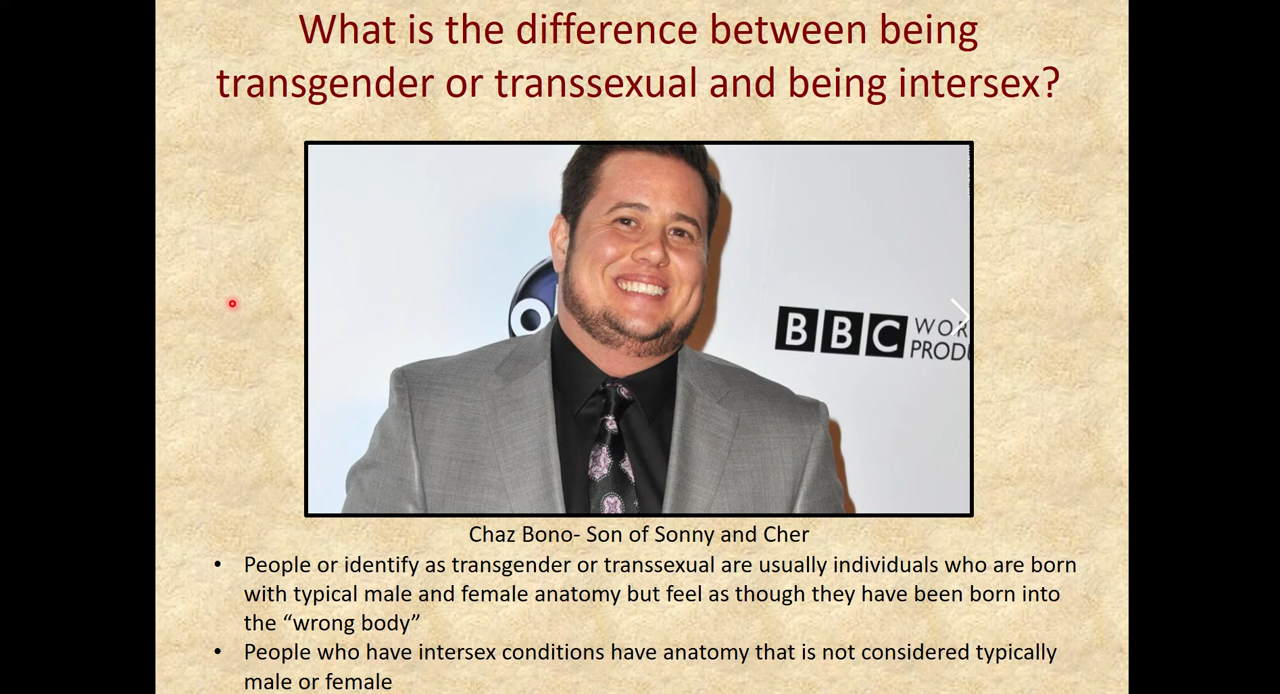 What is the difference between being
transgender or transsexual and being intersex?
BBC WOR
PRODU
Chaz Bono- Son of Sonny and Cher
• People or identify as transgender or transsexual are usually individuals who are born
with typical male and female anatomy but feel as though they have been born into
the “wrong body”
• People who have intersex conditions have anatomy that is not considered typically
male or female